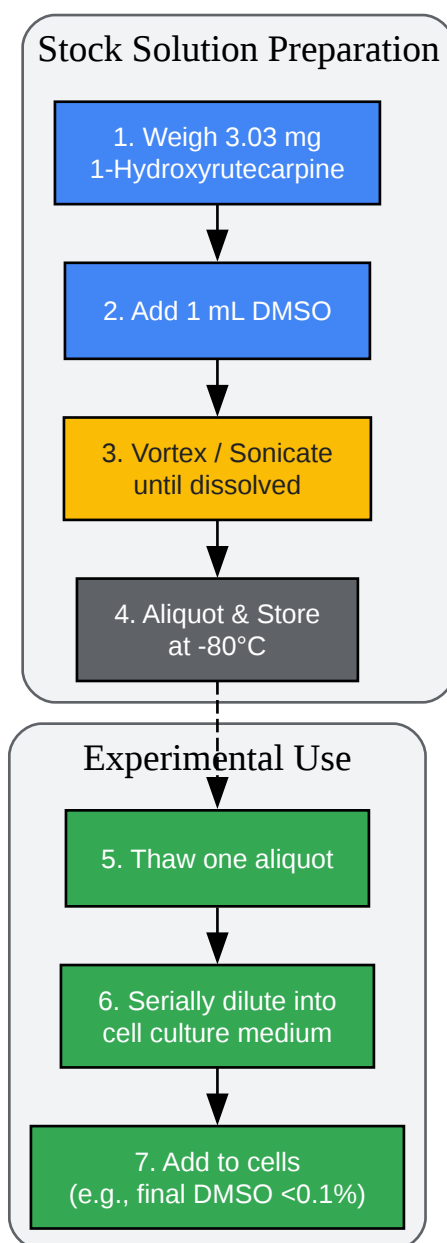 Stock Solution Preparation
1. Weigh 3.03 mg
1-Hydroxyrutecarpine
2. Add 1 mL DMSO
3. Vortex / Sonicate
until dissolved
4. Aliquot & Store
at -80°C
Experimental Use
5. Thaw one aliquot
6. Serially dilute into
cell culture medium
7. Add to cells
(e.g., final DMSO <0.1%)